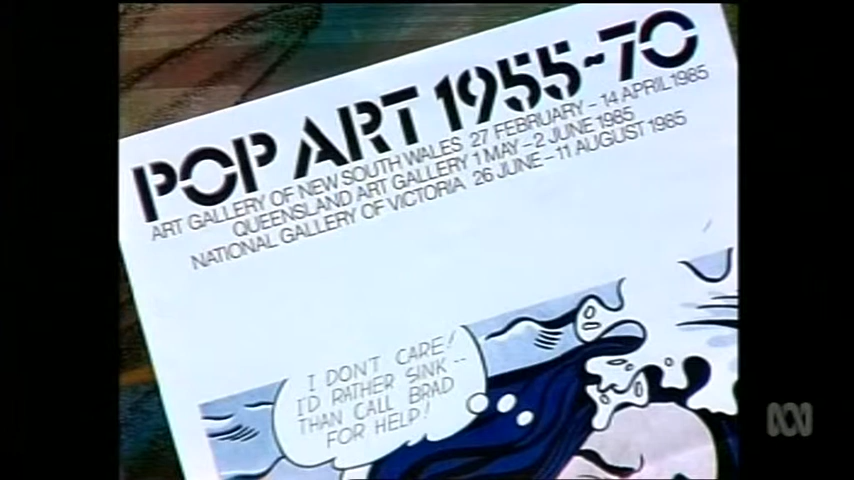 POP ART 1955-70
ART GALLERY OF NEW SOUTH WALES 27 FEBRUARY - 14 APRIL 1985
QUEENSLAND ART GALLERY 1 MAY - 2 JUNE 1985
NATIONAL GALLERY OF VICTORIA 26 JUNE - 11 AUGUST 1985
I DON'T CARE!
I'D RATHER SINK --
THAN CALL BRAD
FOR HELP!
abc